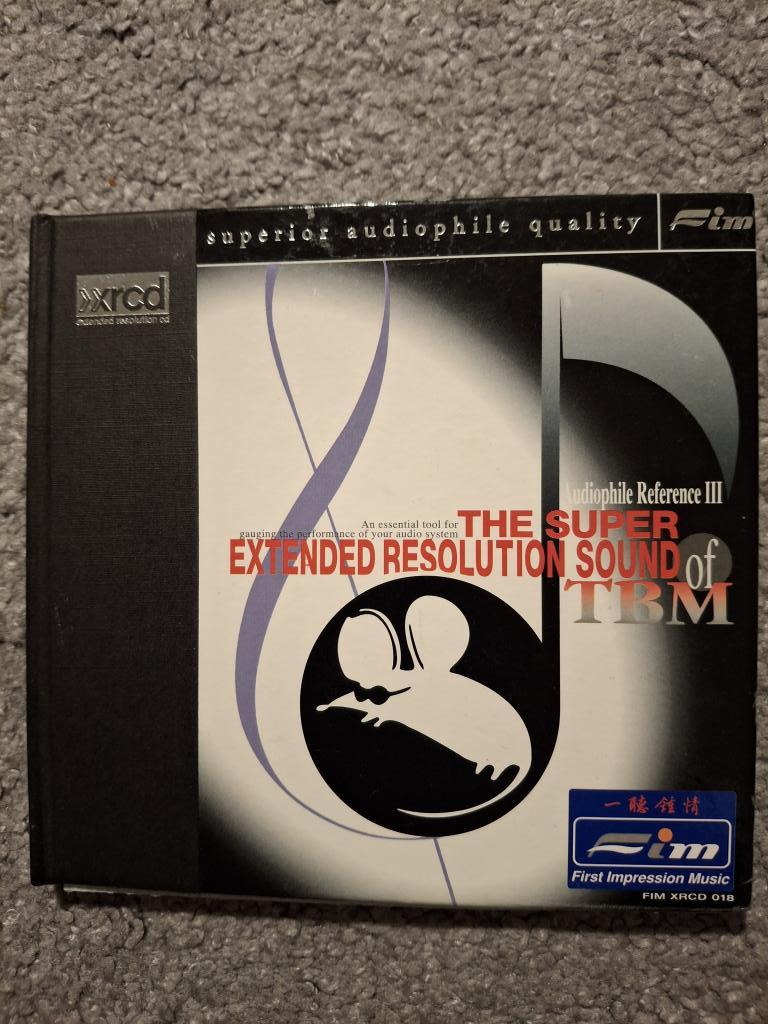 superior audiophile quality
Fim
xrcd
extended resolution cd
Audiophile Reference III
An essential tool for
gauging the performance of your audio system
THE SUPER
EXTENDED RESOLUTION SOUND
of
TBM
一聽鍾情
Fim
First Impression Music
FIM XRCD 018